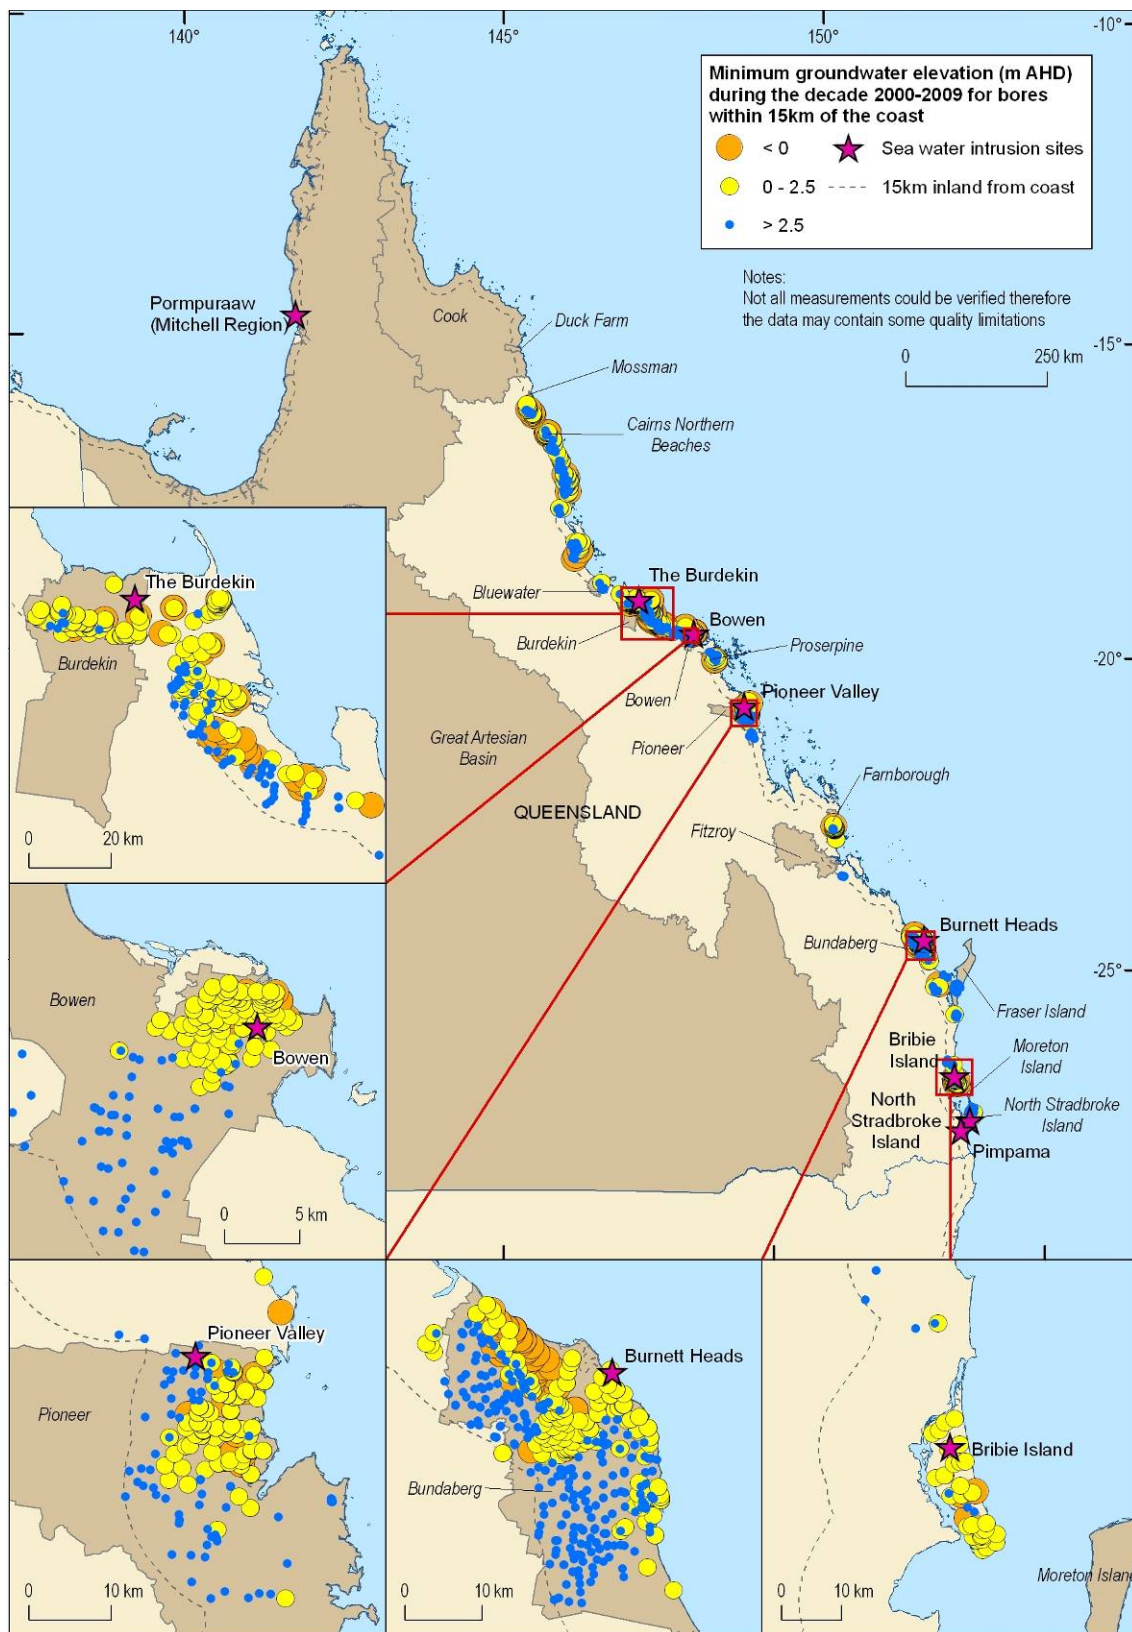 140°
145°
150°
-10°
Minimum groundwater elevation (m AHD)
during the decade 2000-2009 for bores
within 15km of the coast
< 0
Sea water intrusion sites
0 - 2.5
15km inland from coast
> 2.5
Notes:
Not all measurements could be verified therefore
the data may contain some quality limitations
0
250 km
Pormpuraaw
(Mitchell Region)
Cook
Duck Farm
-15°
Mossman
Cairns Northern
Beaches
The Burdekin
Bluewater
Bowen
Burdekin
Proserpine
-20°
Bowen
Pioneer Valley
Pioneer
Great Artesian
Basin
Farnborough
QUEENSLAND
Fitzroy
Burnett Heads
Bundaberg
-25°
Fraser Island
Bribie
Island
Moreton
Island
North
Stradbroke
Island
North Stradbroke
Island
Pimpama
The Burdekin
Burdekin
0
20 km
Bowen
Bowen
0
5 km
Pioneer Valley
Pioneer
0
10 km
Burnett Heads
Bundaberg
0
10 km
Bribie Island
0
10 km
Moreton Island